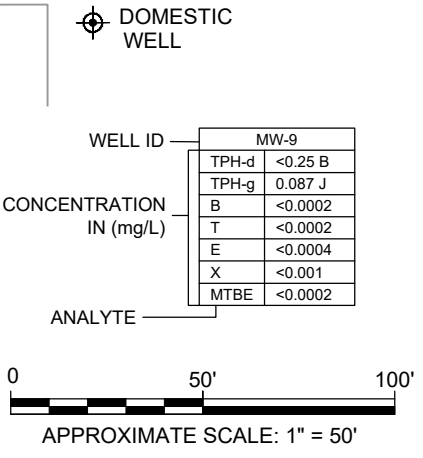 DOMESTIC
WELL
WELL ID
MW-9
TPH-d <0.25 B
TPH-g 0.087 J
CONCENTRATION
IN (mg/L)
B <0.0002
T <0.0002
E <0.0004
X <0.001
MTBE <0.0002
ANALYTE
0 50' 100'
APPROXIMATE SCALE: 1" = 50'